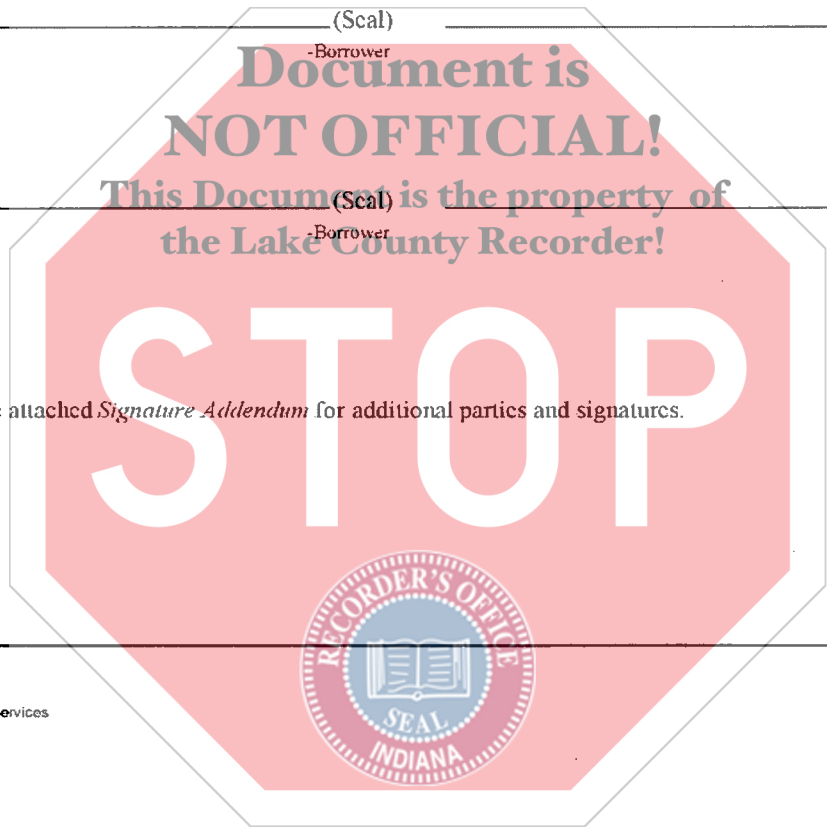 (Seal)
-Borrower
Document is
NOT OFFICIAL!
This Document is the property of
the Lake County Recorder!
(Seal)
-Borrower
STOP
attached Signature Addendum for additional parties and signatures.
RECORDER'S OFFICE
SEAL
INDIANA
ervices